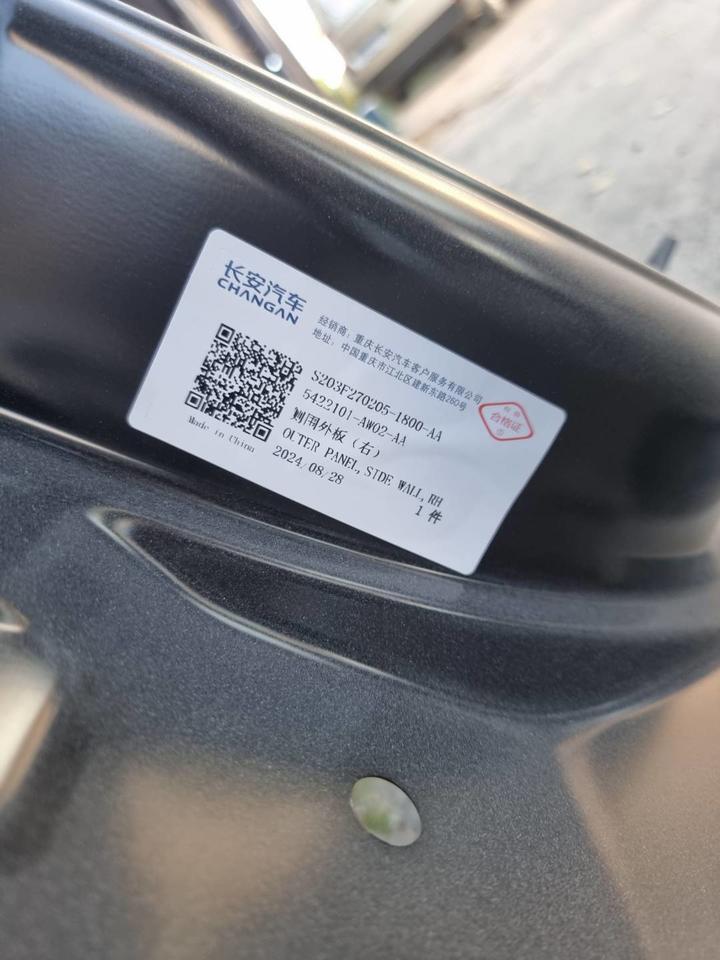 长安汽车
CHANGAN
经销商：重庆长安汽车客户服务有限公司
地址：中国重庆市江北区建新东路260号
S203F270205-1800-AA
5422101-AW02-AA
侧围外板（右）
OUTER PANEL,SIDE WALL,RH
2024/08/28
1 件
Made in China
合格证